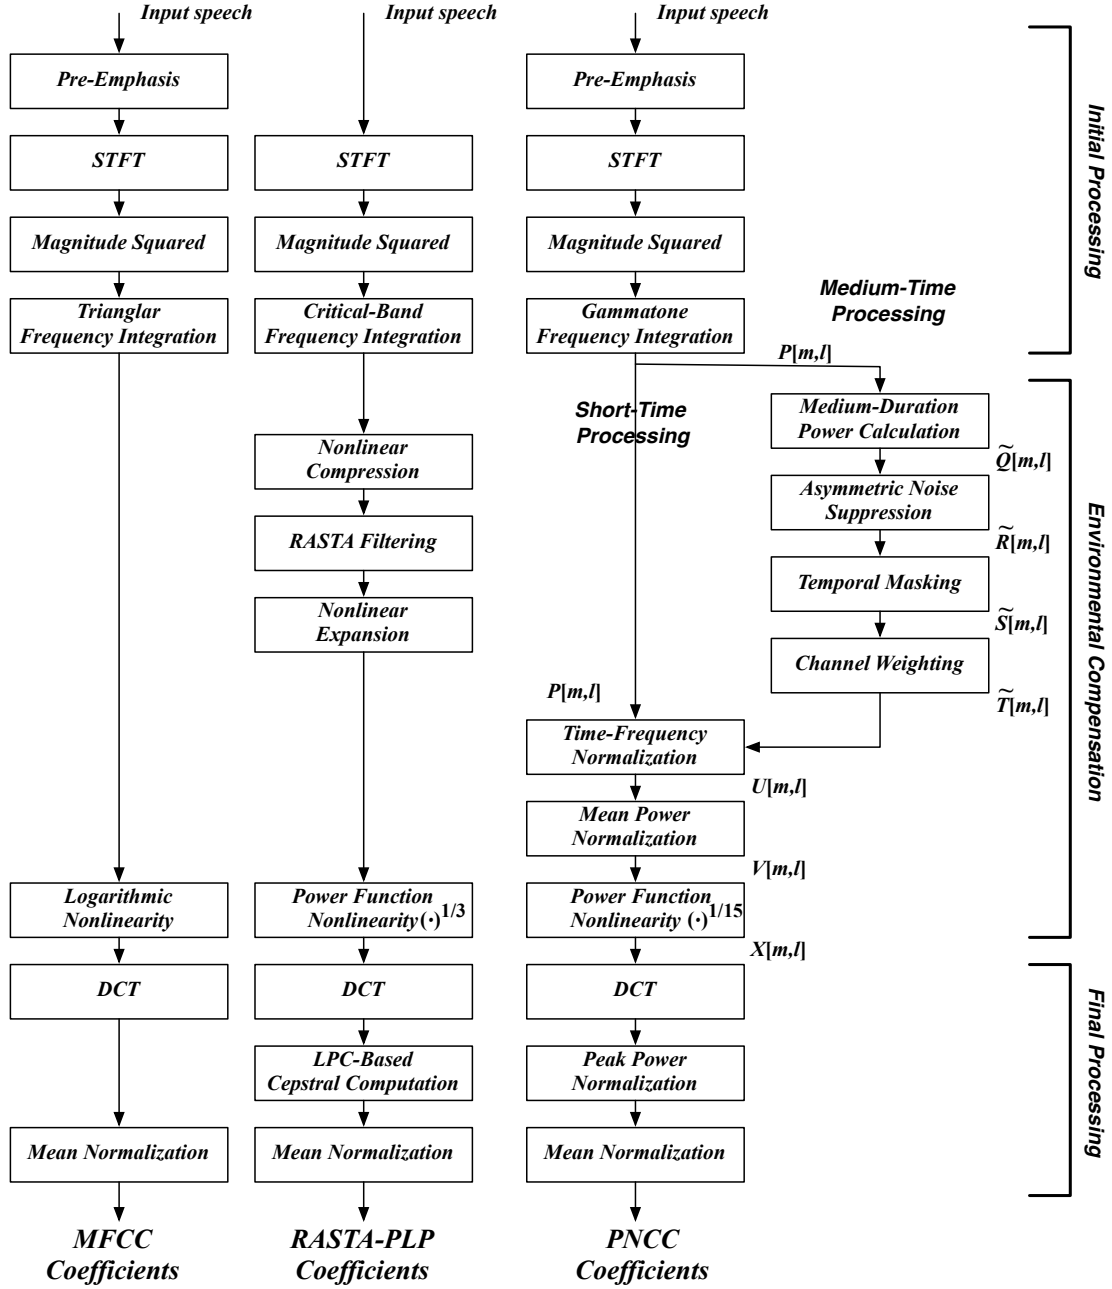 Input speech
Input speech
Input speech
Pre-Emphasis
Pre-Emphasis
STFT
STFT
STFT
Magnitude Squared
Magnitude Squared
Magnitude Squared
Trianglar
Frequency Integration
Critical-Band
Frequency Integration
Gammatone
Frequency Integration
Initial Processing
Medium-Time
Processing
P[m,l]
Short-Time
Processing
Medium-Duration
Power Calculation
Q̃[m,l]
Nonlinear
Compression
Asymmetric Noise
Suppression
R̃[m,l]
RASTA Filtering
Temporal Masking
S̃[m,l]
Nonlinear
Expansion
Channel Weighting
T̃[m,l]
P[m,l]
Time-Frequency
Normalization
U[m,l]
Mean Power
Normalization
V[m,l]
Environmental Compensation
Logarithmic
Nonlinearity
Power Function
Nonlinearity (·)^1/3
Power Function
Nonlinearity (·)^1/15
X[m,l]
DCT
DCT
DCT
LPC-Based
Cepstral Computation
Peak Power
Normalization
Mean Normalization
Mean Normalization
Mean Normalization
Final Processing
MFCC
Coefficients
RASTA-PLP
Coefficients
PNCC
Coefficients